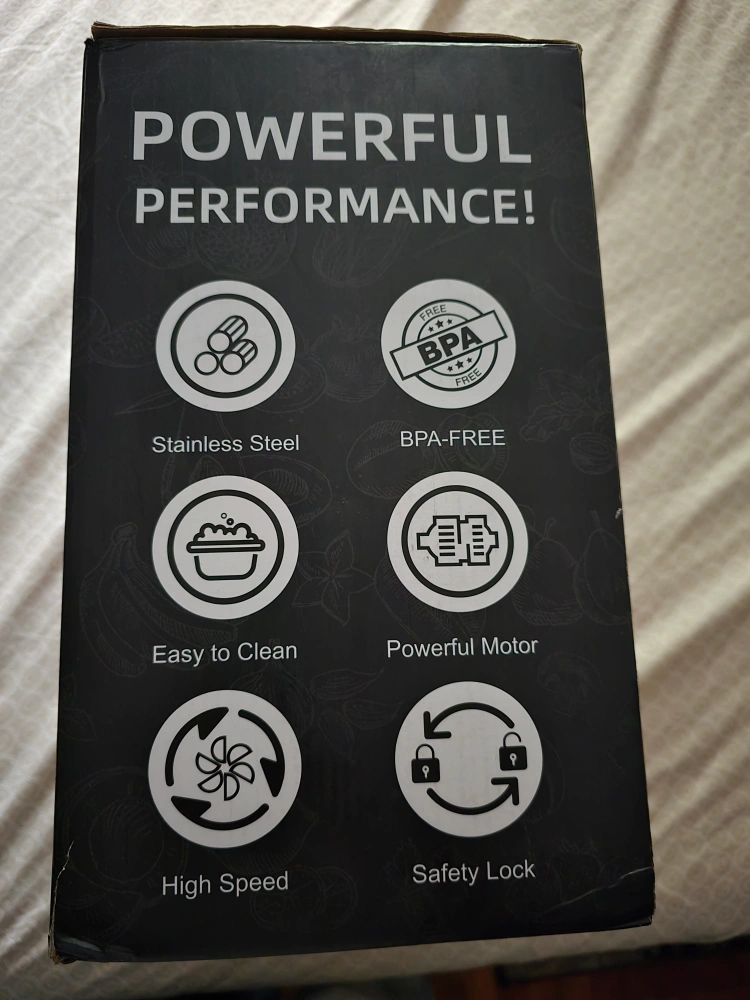 POWERFUL
PERFORMANCE!
FREE
BPA
FREE
Stainless Steel
BPA-FREE
Easy to Clean
Powerful Motor
High Speed
Safety Lock